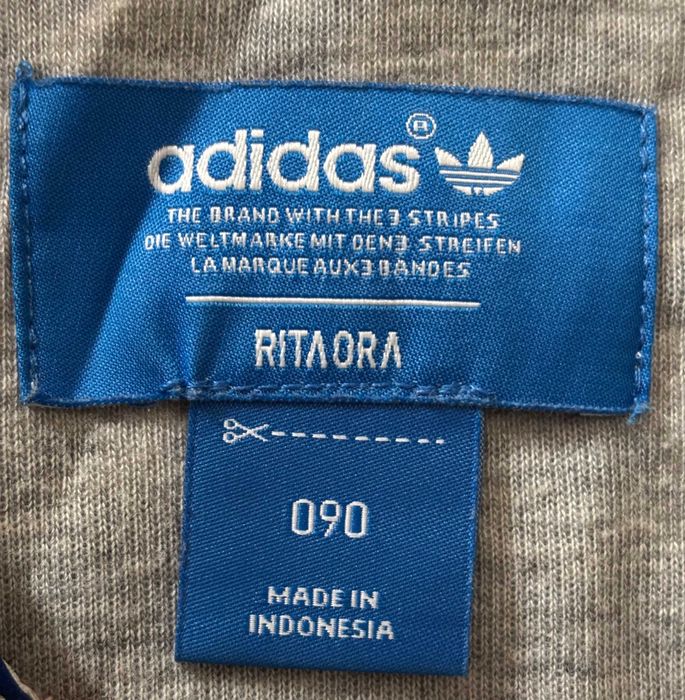 adidas®
THE BRAND WITH THE 3 STRIPES
DIE WELTMARKE MIT DEN 3 STREIFEN
LA MARQUE AUX 3 BANDES
RITA ORA
090
MADE IN
INDONESIA